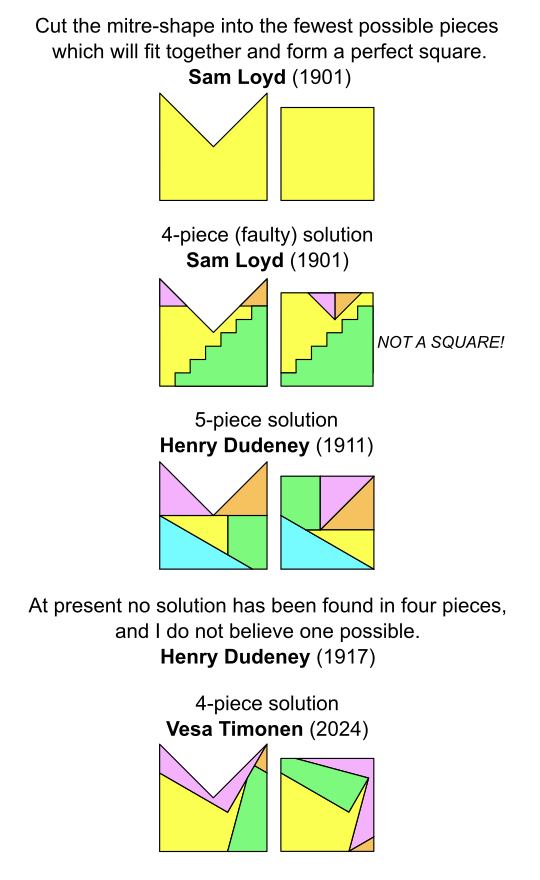 Cut the mitre-shape into the fewest possible pieces
which will fit together and form a perfect square.
Sam Loyd (1901)
4-piece (faulty) solution
Sam Loyd (1901)
NOT A SQUARE!
5-piece solution
Henry Dudeney (1911)
At present no solution has been found in four pieces,
and I do not believe one possible.
Henry Dudeney (1917)
4-piece solution
Vesa Timonen (2024)